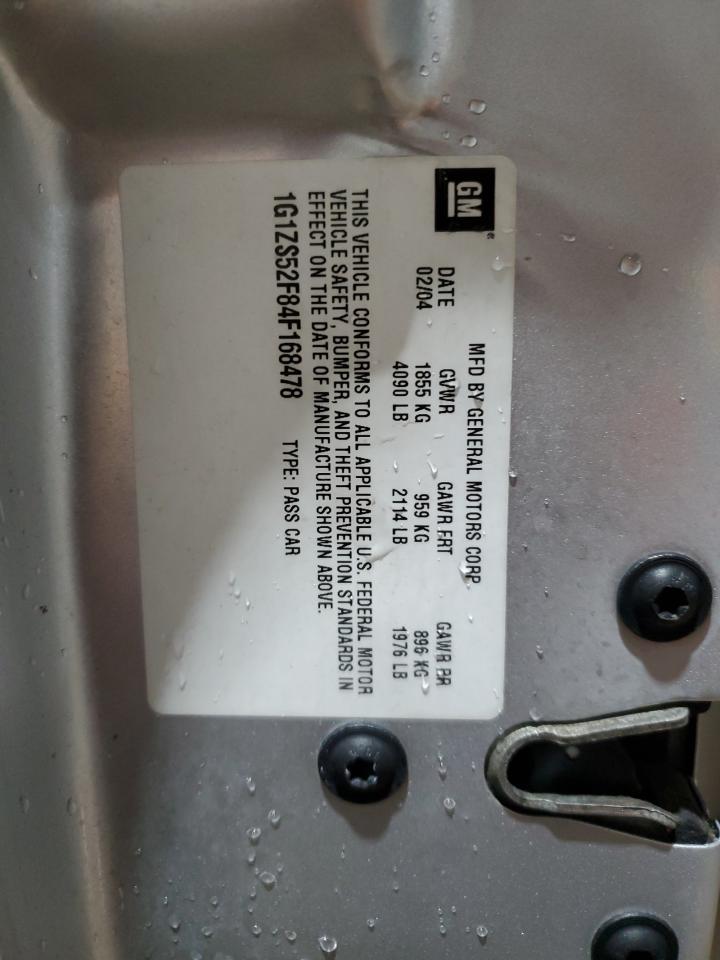 GM®
MFD BY GENERAL MOTORS CORP
DATE GVWR GAWR FRT GAWR RR
02/04 1855 KG 959 KG 896 KG
4090 LB 2114 LB 1976 LB
THIS VEHICLE CONFORMS TO ALL APPLICABLE U.S. FEDERAL MOTOR
VEHICLE SAFETY, BUMPER, AND THEFT PREVENTION STANDARDS IN
EFFECT ON THE DATE OF MANUFACTURE SHOWN ABOVE.
1G1ZS52F84F168478 TYPE: PASS CAR